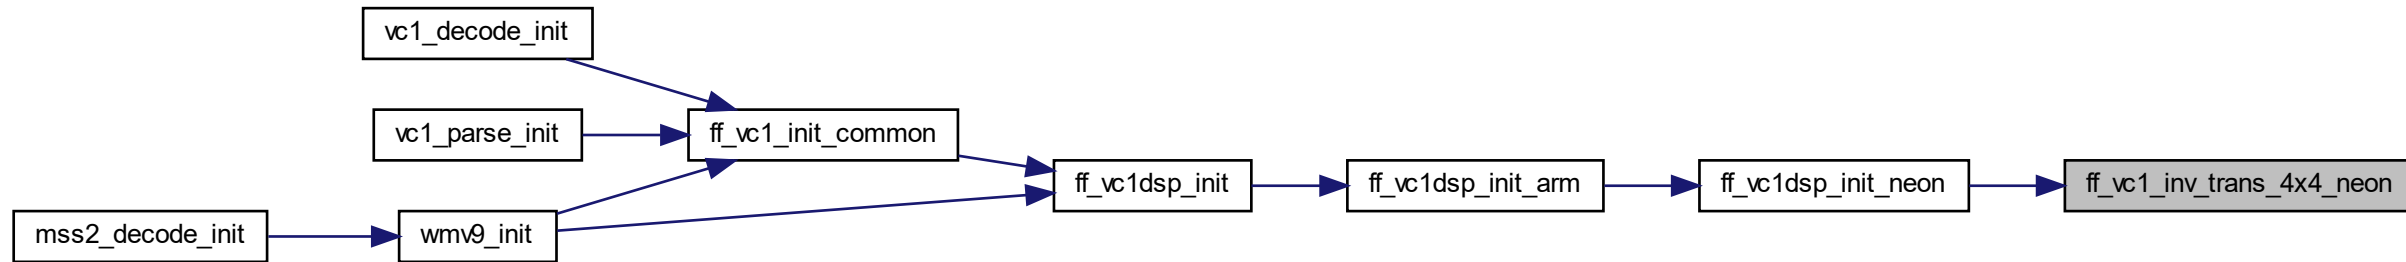 vc1_decode_init
vc1_parse_init
ff_vc1_init_common
mss2_decode_init
wmv9_init
ff_vc1dsp_init
ff_vc1dsp_init_arm
ff_vc1dsp_init_neon
ff_vc1_inv_trans_4x4_neon